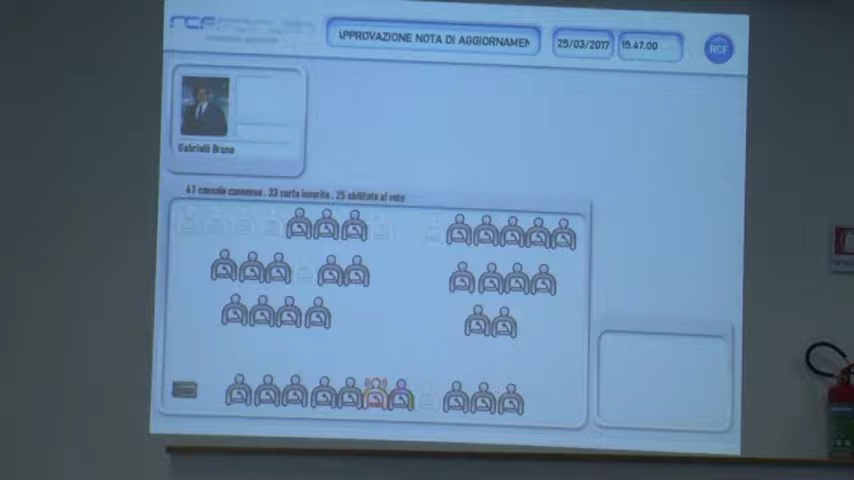 RCF
APPROVAZIONE NOTA DI AGGIORNAMEN
25/03/2017
15.47.00
RCF
Gabrielli Bruno
41 console connesse . 33 carte inserite . 25 abilitate al voto